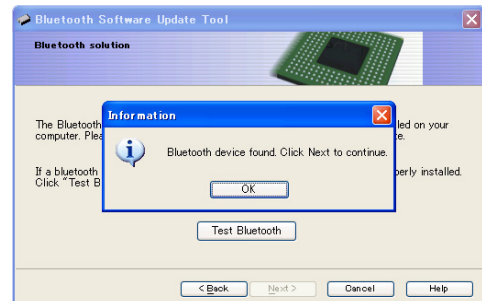 Bluetooth Software Update Tool
Bluetooth solution
The Bluetooth
led on your
computer. Plea
te.
Information
Bluetooth device found. Click Next to continue.
OK
If a bluetooth
perly installed.
Click "Test B
Test Bluetooth
< Back
Next >
Cancel
Help